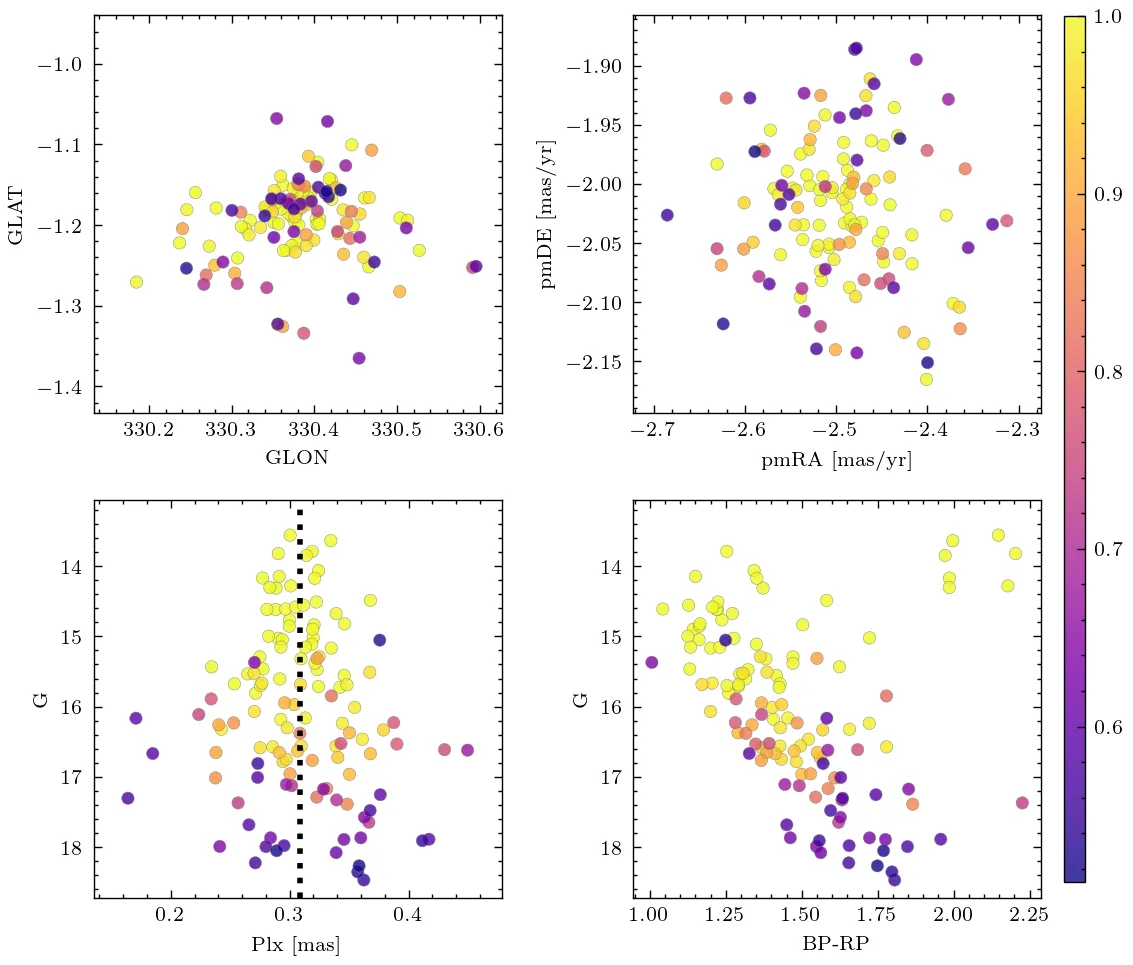 −1.0
−1.1
−1.2
−1.3
−1.4
GLAT
330.2 330.3 330.4 330.5 330.6
GLON
−1.90
−1.95
−2.00
−2.05
−2.10
−2.15
pmDE [mas/yr]
−2.7 −2.6 −2.5 −2.4 −2.3
pmRA [mas/yr]
14
15
16
17
18
G
0.2 0.3 0.4
Plx [mas]
14
15
16
17
18
G
1.00 1.25 1.50 1.75 2.00 2.25
BP-RP
1.0
0.9
0.8
0.7
0.6